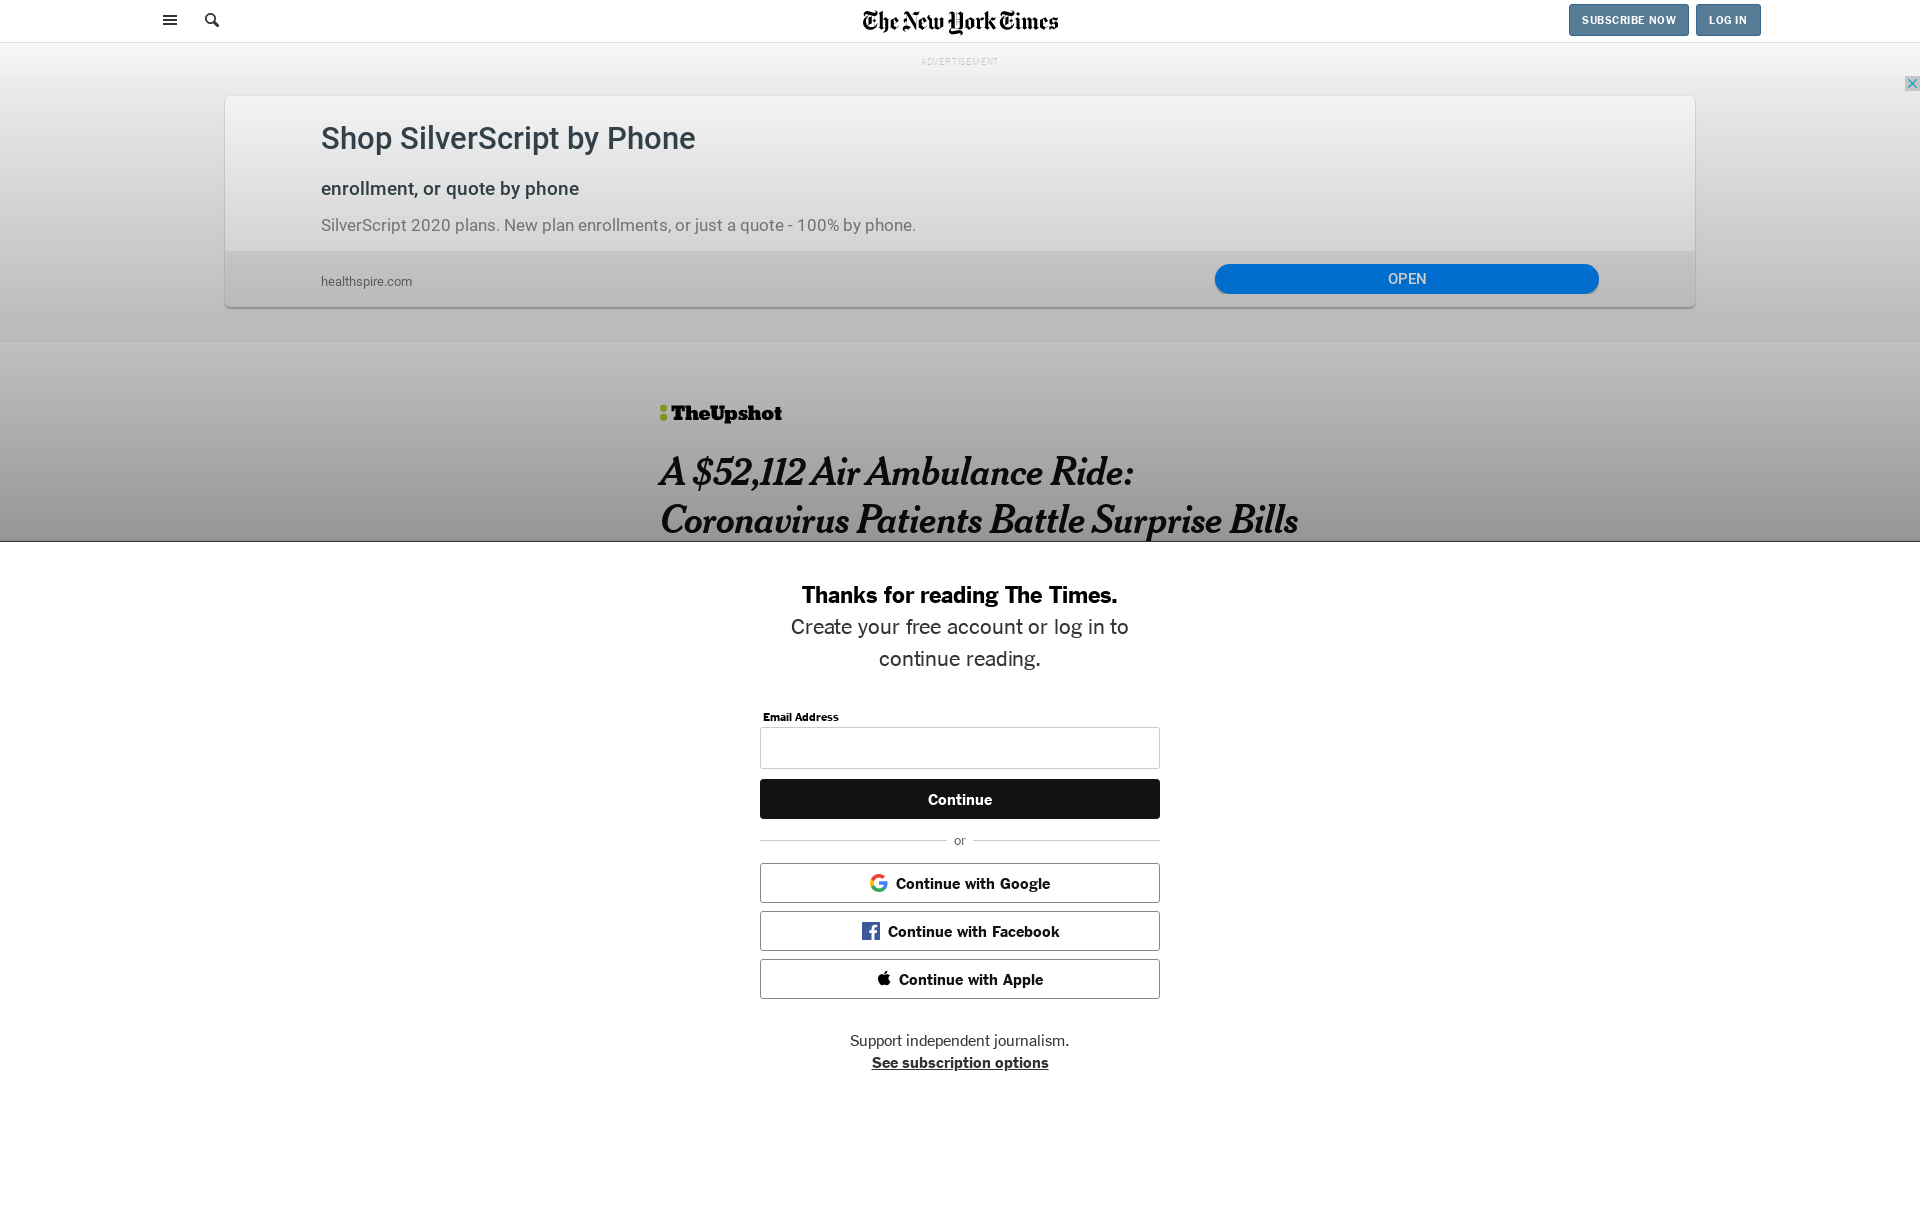 The New York Times
SUBSCRIBE NOW
LOG IN
ADVERTISEMENT
Shop SilverScript by Phone
enrollment, or quote by phone
SilverScript 2020 plans. New plan enrollments, or just a quote - 100% by phone.
healthspire.com
OPEN
TheUpshot
A $52,112 Air Ambulance Ride:
Coronavirus Patients Battle Surprise Bills
Thanks for reading The Times.
Create your free account or log in to
continue reading.
Email Address
Continue
or
Continue with Google
Continue with Facebook
Continue with Apple
Support independent journalism.
See subscription options